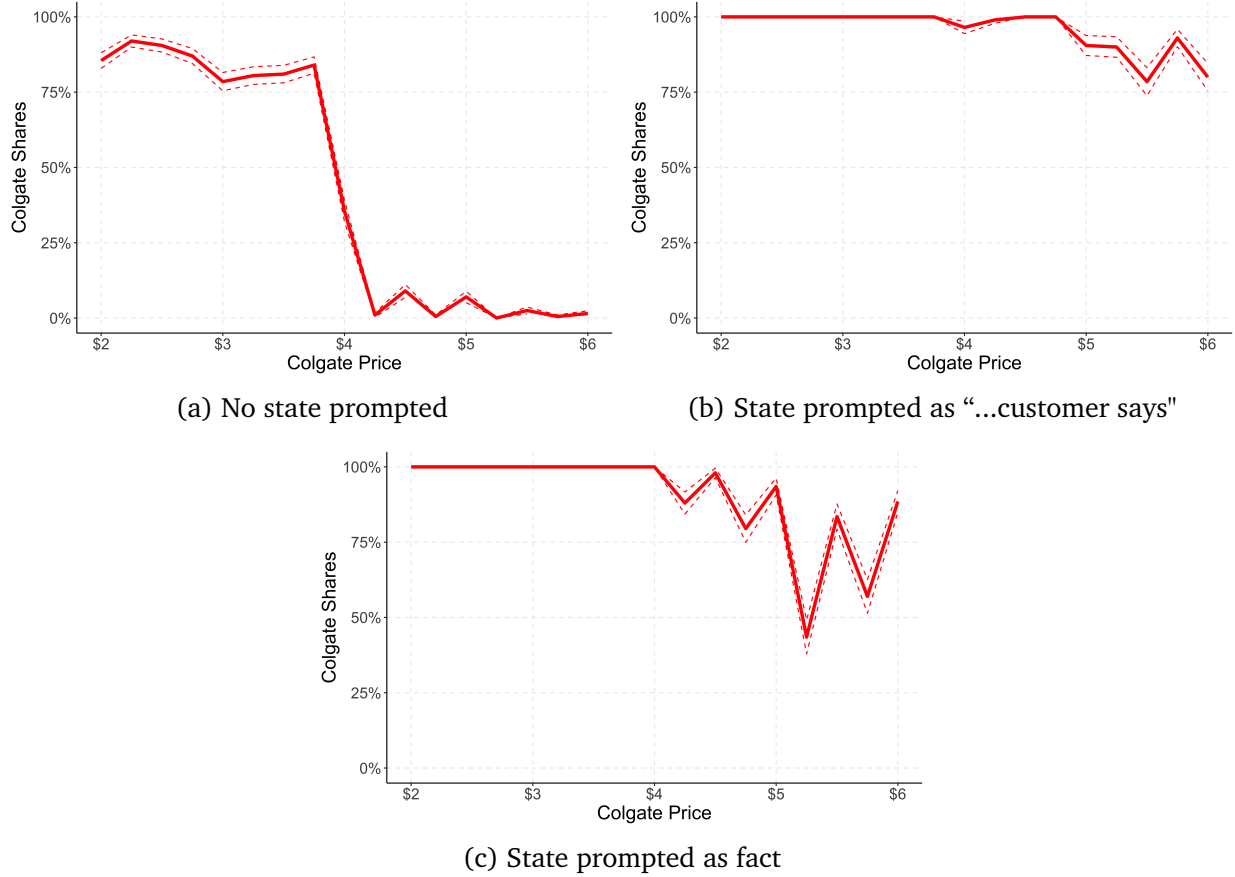 100%
75%
50%
25%
0%
Colgate Shares
$2 $3 $4 $5 $6
Colgate Price
(a) No state prompted
100%
75%
50%
25%
0%
Colgate Shares
$2 $3 $4 $5 $6
Colgate Price
(b) State prompted as “...customer says"
100%
75%
50%
25%
0%
Colgate Shares
$2 $3 $4 $5 $6
Colgate Price
(c) State prompted as fact